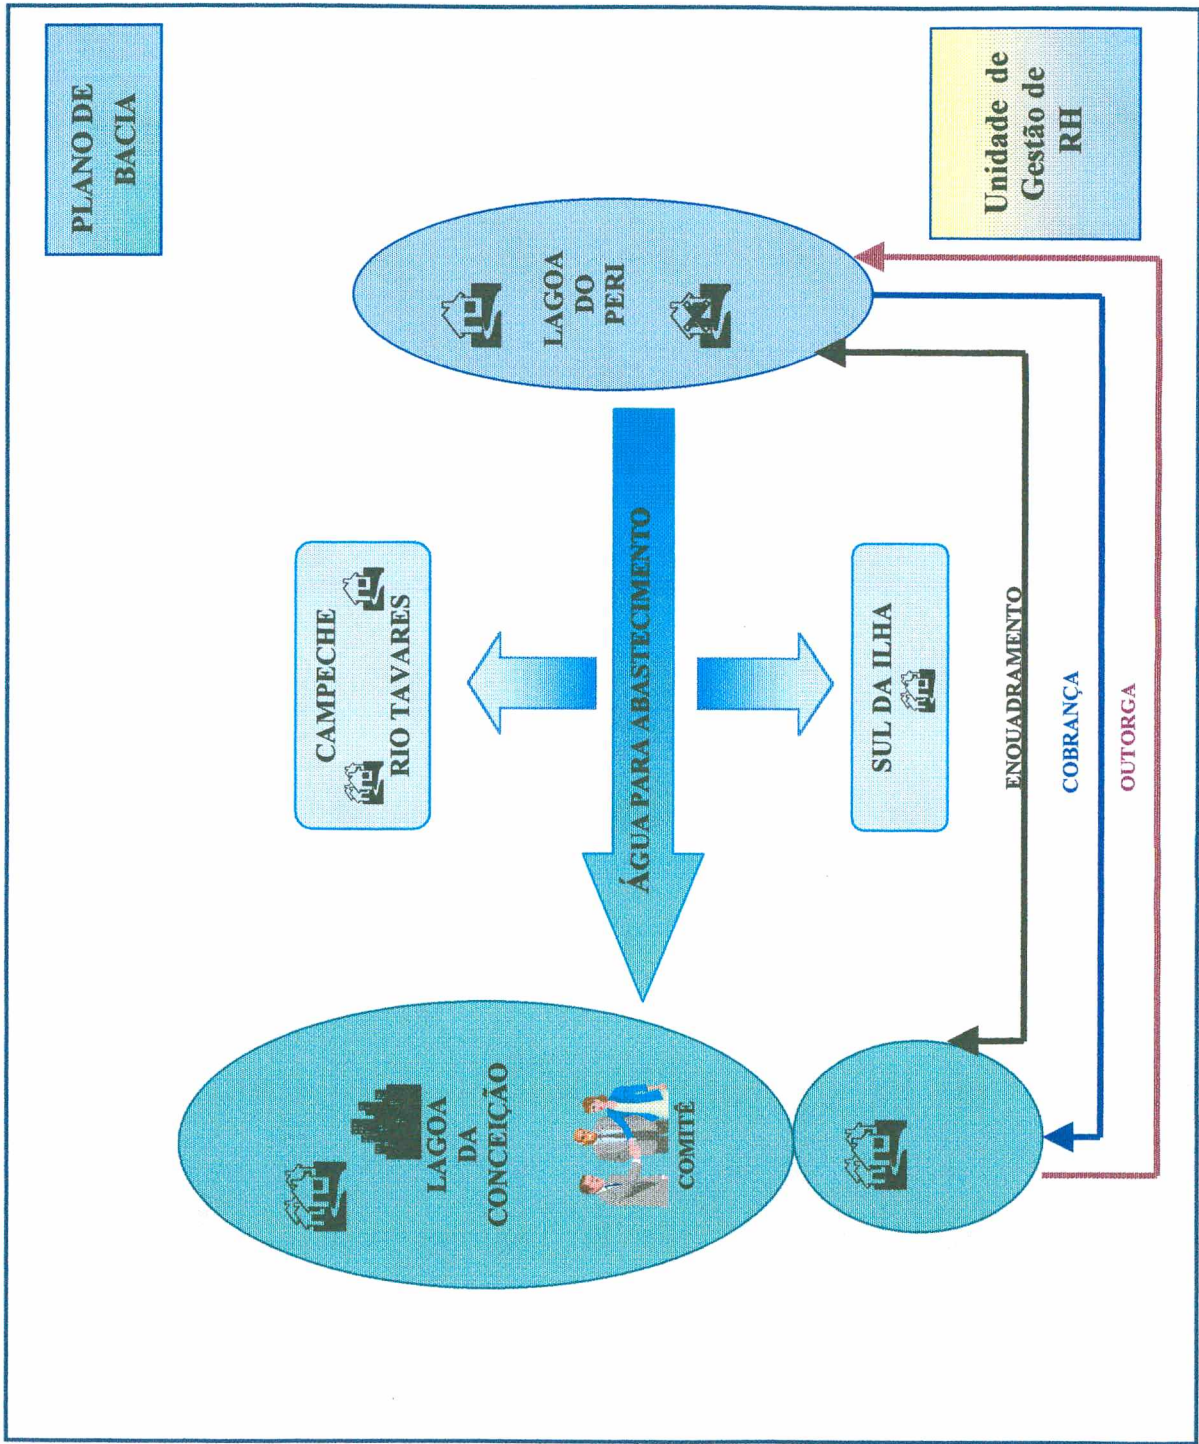 PLANO DE
BACIA
CAMPECHE
RIO TAVARES
LAGOA
DA
CONCEIÇÃO
COMITÊ
ÁGUA PARA ABASTECIMENTO
LAGOA
DO
PERI
SUL DA ILHA
ENQUADRAMENTO
COBRANÇA
OUTORGA
Unidade de
Gestão de
RH